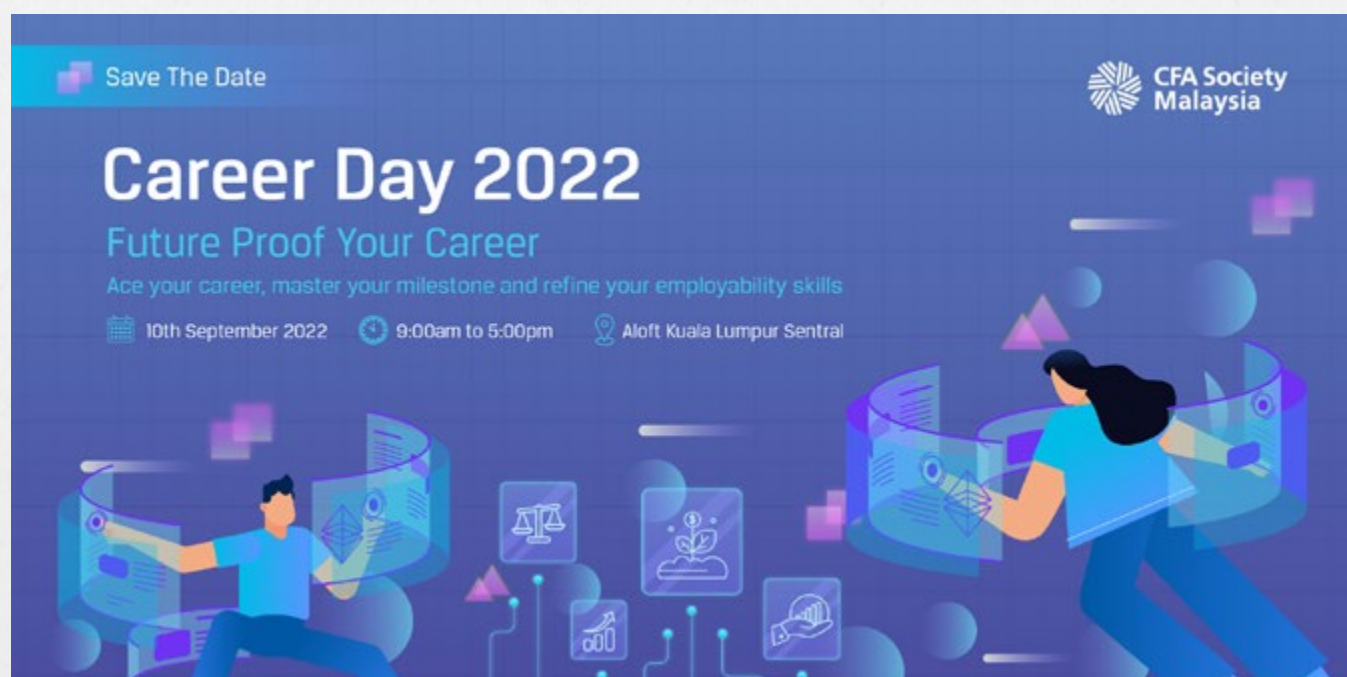 Save The Date
CFA Society
Malaysia
Career Day 2022
Future Proof Your Career
Ace your career, master your milestone and refine your employability skills
10th September 2022 9:00am to 5:00pm Aloft Kuala Lumpur Sentral
$